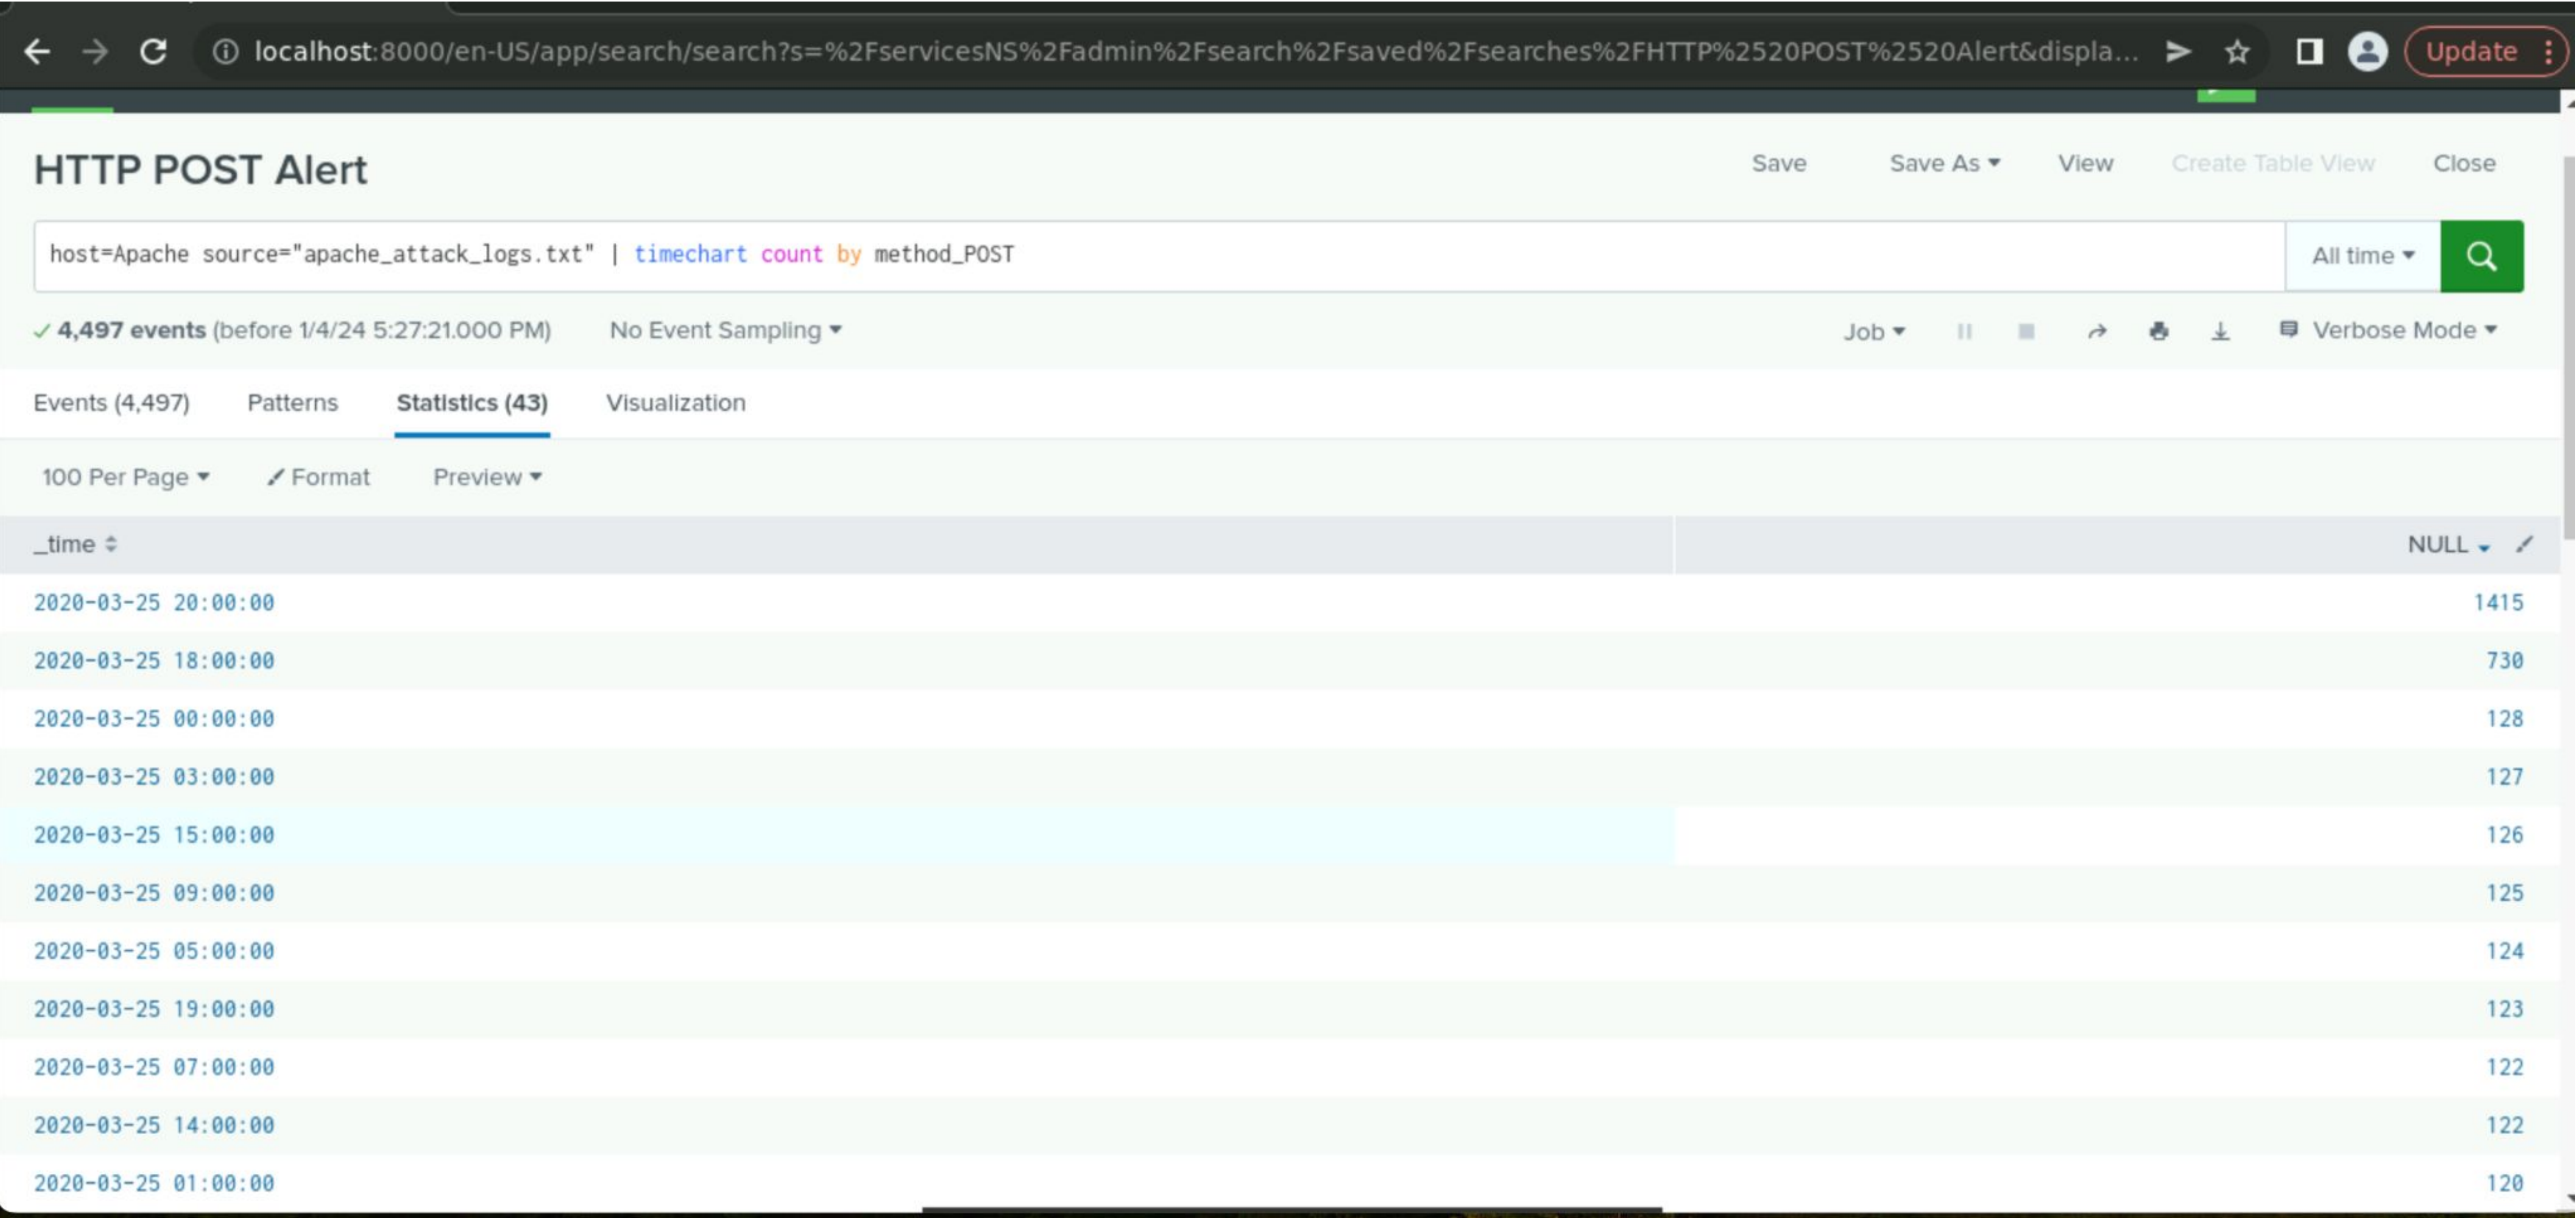 localhost:8000/en-US/app/search/search?s=%2FservicesNS%2Fadmin%2Fsearch%2Fsaved%2Fsearches%2FHTTP%2520POST%2520Alert&displa... Update
HTTP POST Alert Save Save As View Create Table View Close
host=Apache source="apache_attack_logs.txt" | timechart count by method_POST All time
4,497 events (before 1/4/24 5:27:21.000 PM) No Event Sampling Job Verbose Mode
Events (4,497) Patterns Statistics (43) Visualization
100 Per Page Format Preview
_time NULL
2020-03-25 20:00:00 1415
2020-03-25 18:00:00 730
2020-03-25 00:00:00 128
2020-03-25 03:00:00 127
2020-03-25 15:00:00 126
2020-03-25 09:00:00 125
2020-03-25 05:00:00 124
2020-03-25 19:00:00 123
2020-03-25 07:00:00 122
2020-03-25 14:00:00 122
2020-03-25 01:00:00 120